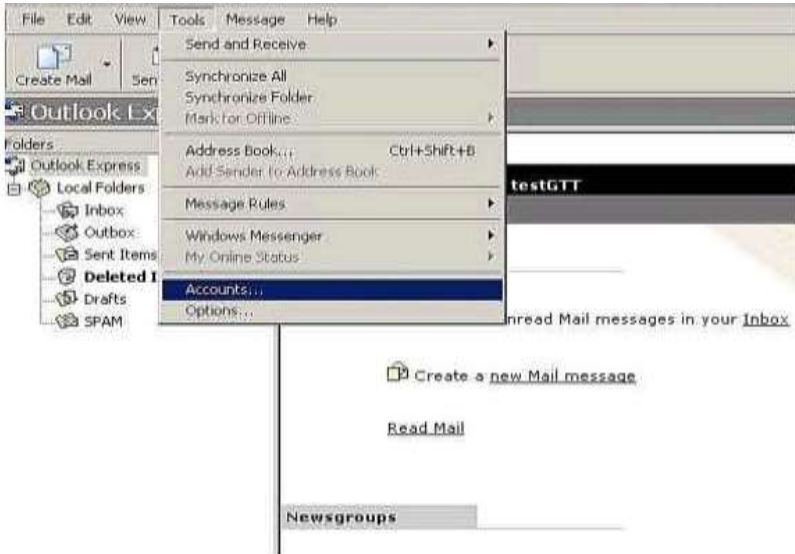 File Edit View Tools Message Help
Create Mail
Sen
Outlook Ex
Folders
Outlook Express
Local Folders
Inbox
Outbox
Sent Items
Deleted I
Drafts
SPAM
Send and Receive
Synchronize All
Synchronize Folder
Mark for Offline
Address Book... Ctrl+Shift+B
Add Sender to Address Book
Message Rules
Windows Messenger
My Online Status
Accounts...
Options...
testGTT
nread Mail messages in your Inbox
Create a new Mail message
Read Mail
Newsgroups